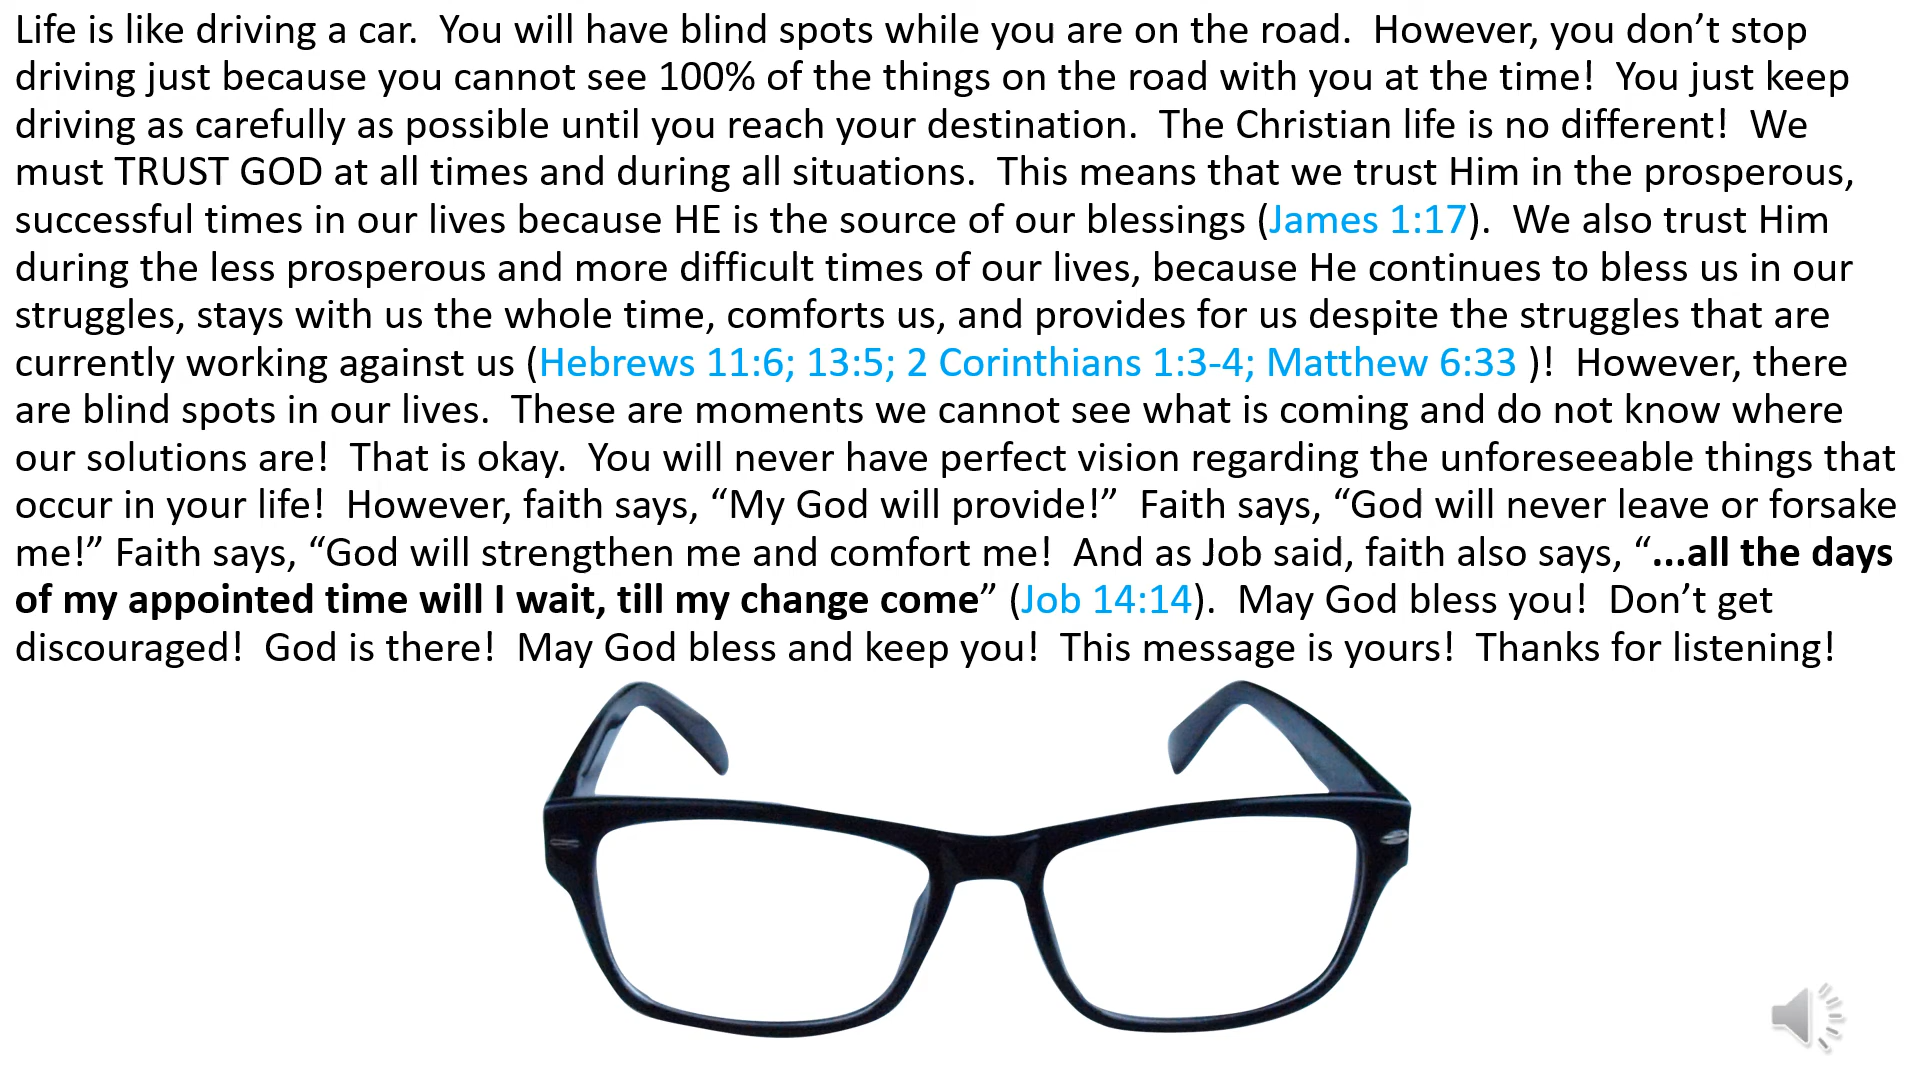 Life is like driving a car.  You will have blind spots while you are on the road.  However, you don’t stop
driving just because you cannot see 100% of the things on the road with you at the time!  You just keep
driving as carefully as possible until you reach your destination.  The Christian life is no different!  We
must TRUST GOD at all times and during all situations.  This means that we trust Him in the prosperous,
successful times in our lives because HE is the source of our blessings (James 1:17).  We also trust Him
during the less prosperous and more difficult times of our lives, because He continues to bless us in our
struggles, stays with us the whole time, comforts us, and provides for us despite the struggles that are
currently working against us (Hebrews 11:6; 13:5; 2 Corinthians 1:3-4; Matthew 6:33 )!  However, there
are blind spots in our lives.  These are moments we cannot see what is coming and do not know where
our solutions are!  That is okay.  You will never have perfect vision regarding the unforeseeable things that
occur in your life!  However, faith says, “My God will provide!”  Faith says, “God will never leave or forsake
me!” Faith says, “God will strengthen me and comfort me!  And as Job said, faith also says, “…all the days
of my appointed time will I wait, till my change come” (Job 14:14).  May God bless you!  Don’t get
discouraged!  God is there!  May God bless and keep you!  This message is yours!  Thanks for listening!